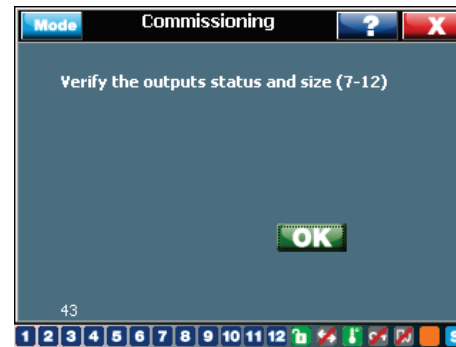 Mode Commissioning ? X
Verify the outputs status and size (7-12)
OK
43
1 2 3 4 5 6 7 8 9 10 11 12 S